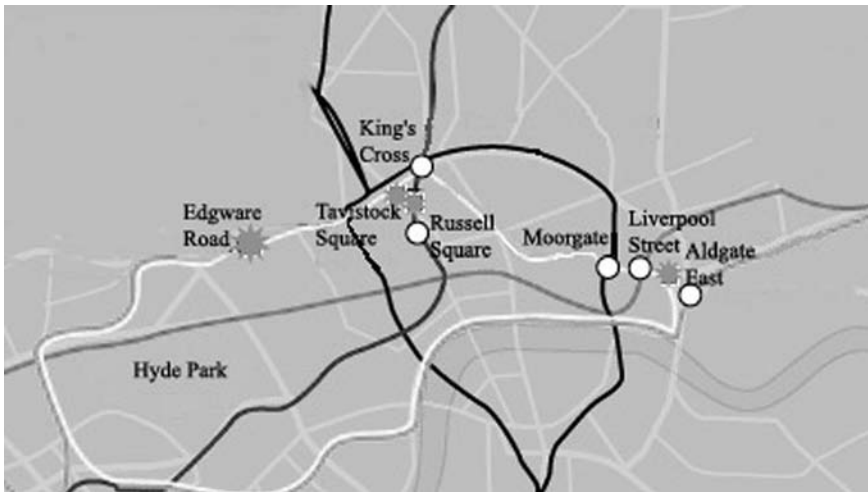 King's
Cross
Edgware
Road
Tavistock
Square
Russell
Square
Moorgate
Liverpool
Street
Aldgate
East
Hyde Park